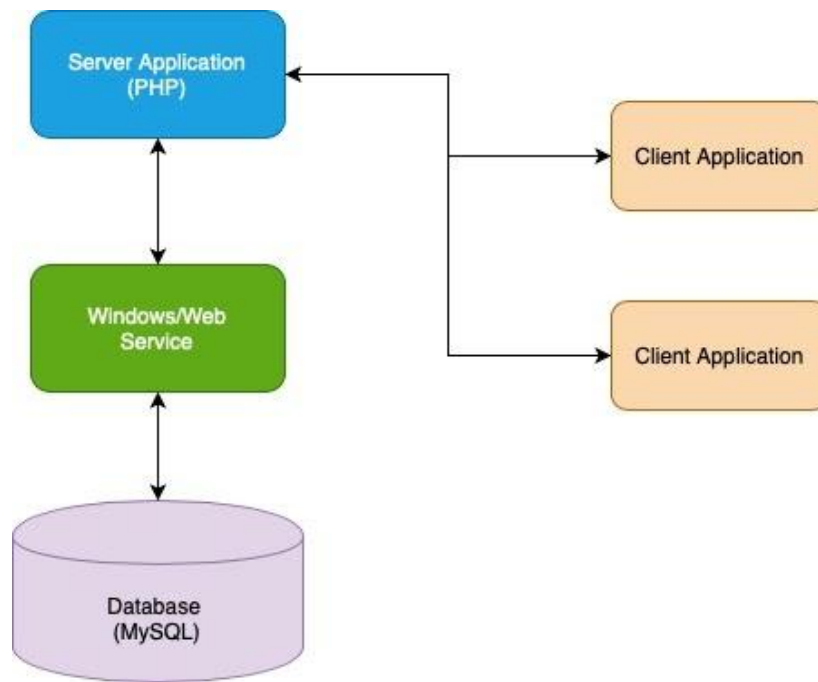 Server Application
(PHP)
Client Application
Windows/Web
Service
Client Application
Database
(MySQL)